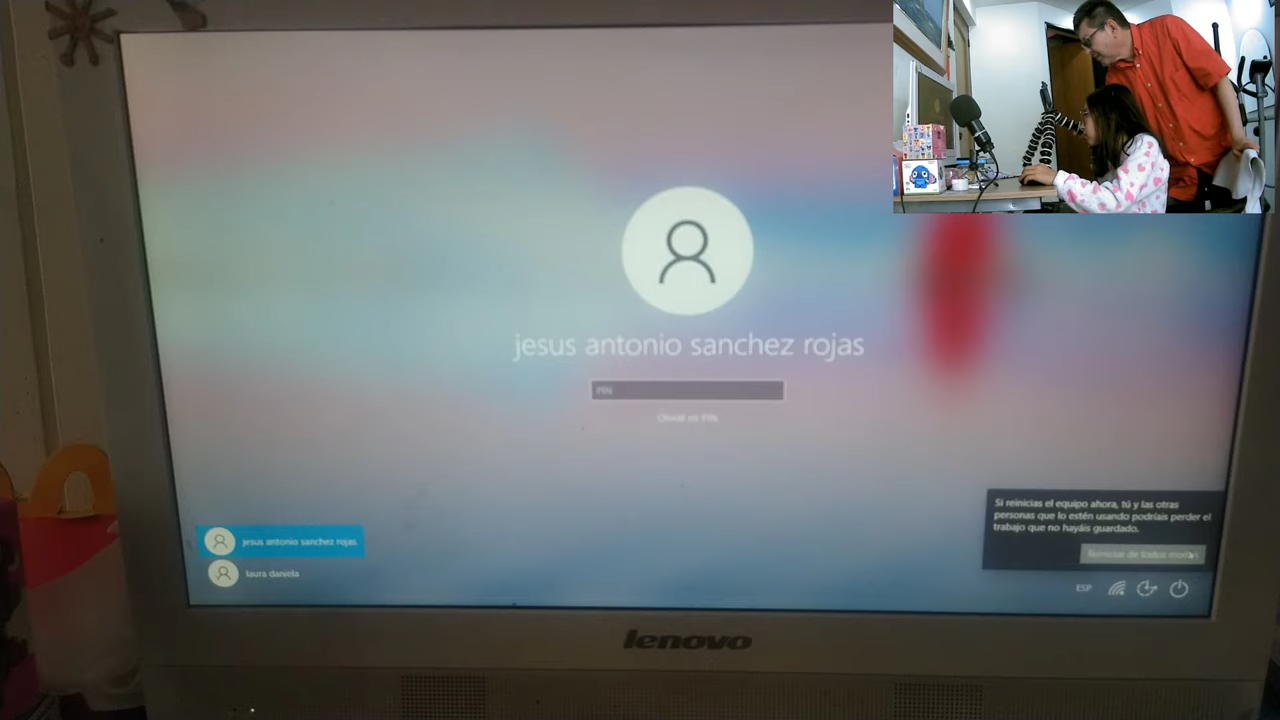 jesus antonio sanchez rojas
PIN
Olvidé mi PIN
jesus antonio sanchez rojas
laura daniela
Si reinicias el equipo ahora, tú y las otras
personas que lo estén usando podríais perder el
trabajo que no hayáis guardado.
Reiniciar de todos modos
ESP
lenovo